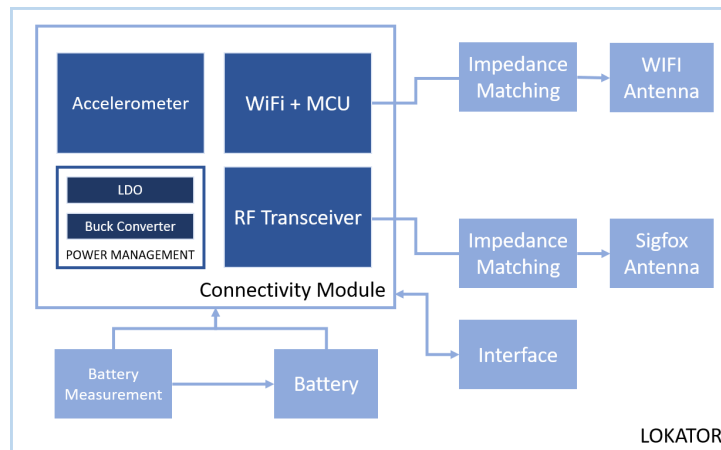 Accelerometer
WiFi + MCU
Impedance
Matching
WIFI
Antenna
LDO
Buck Converter
POWER MANAGEMENT
RF Transceiver
Impedance
Matching
Sigfox
Antenna
Connectivity Module
Battery
Measurement
Battery
Interface
LOKATOR